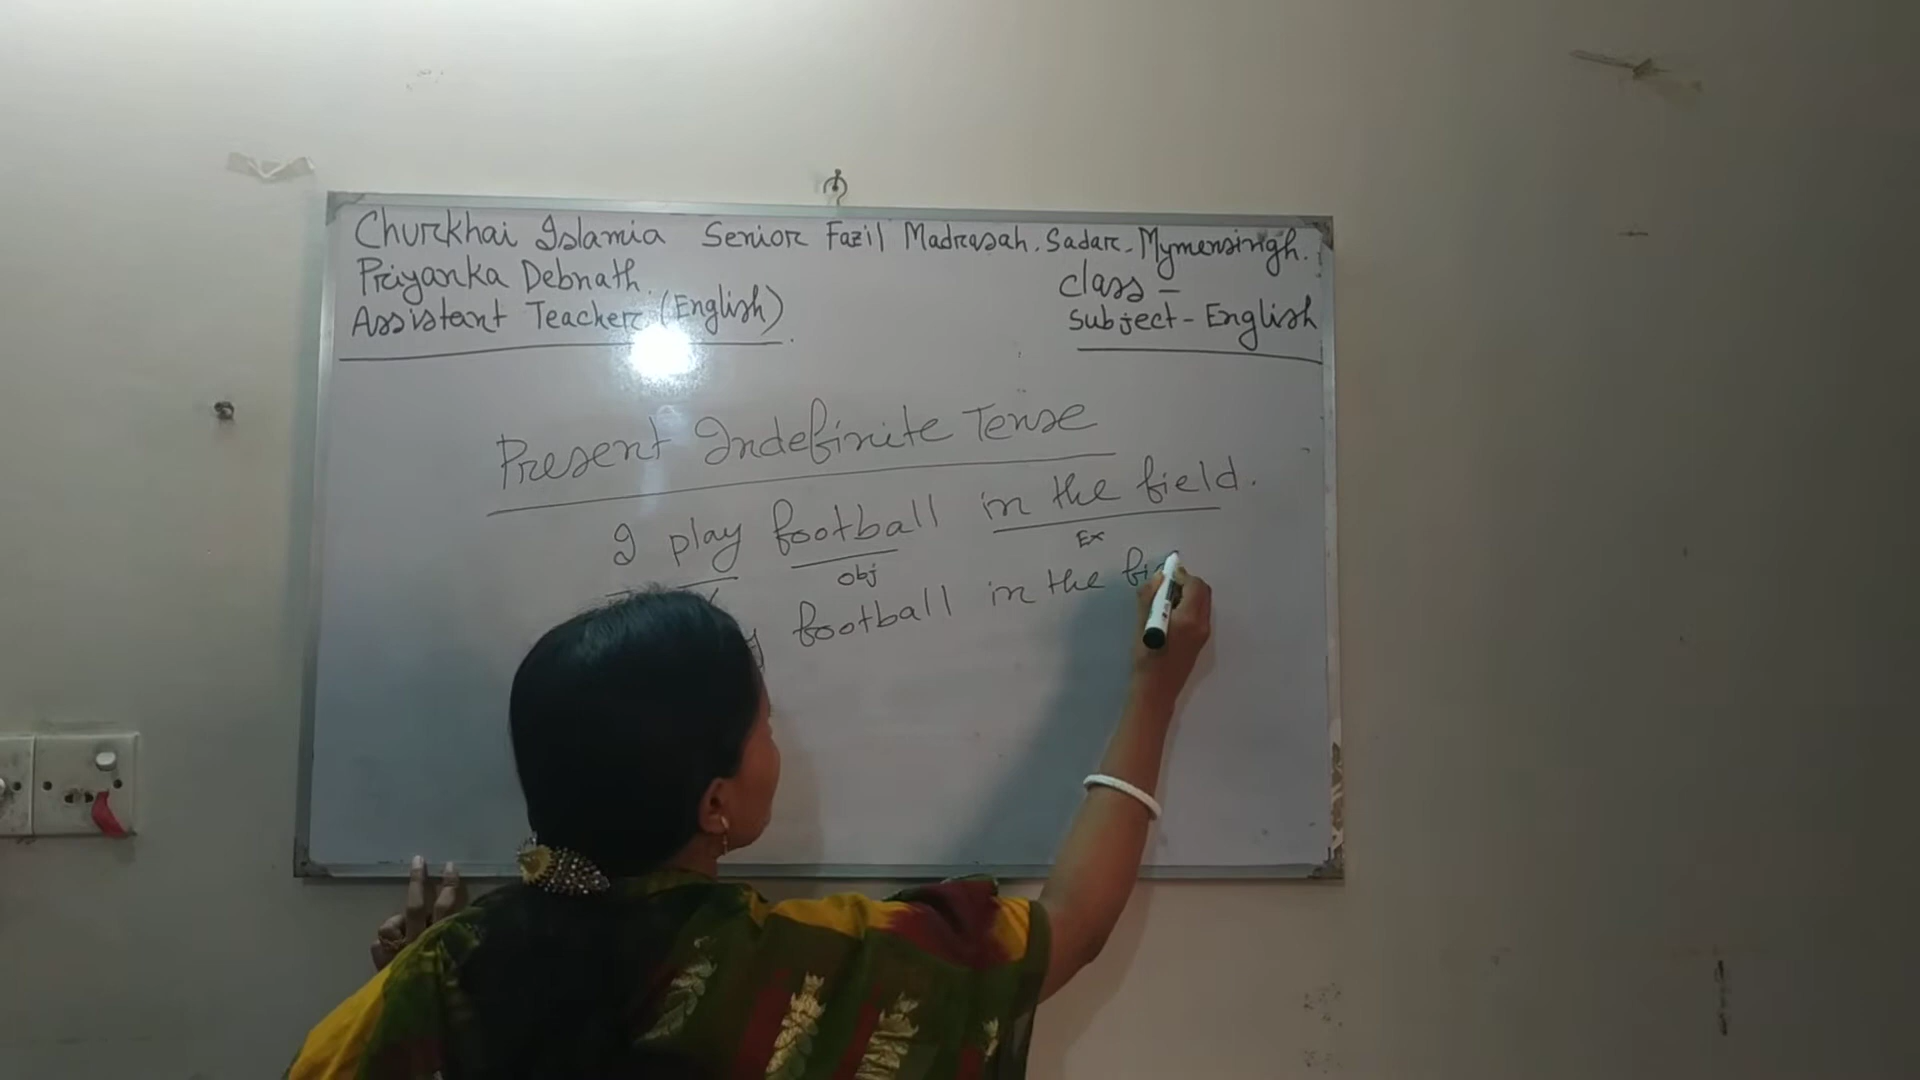 Churkhai Islamia Senior Fazil Madrasah. Sadar - Mymensingh.
Priyanka Debnath.
Assistant Teacher (English).
Class -
Subject - English
Present Indefinite Tense
I play football in the field.
Obj Ex
football in the